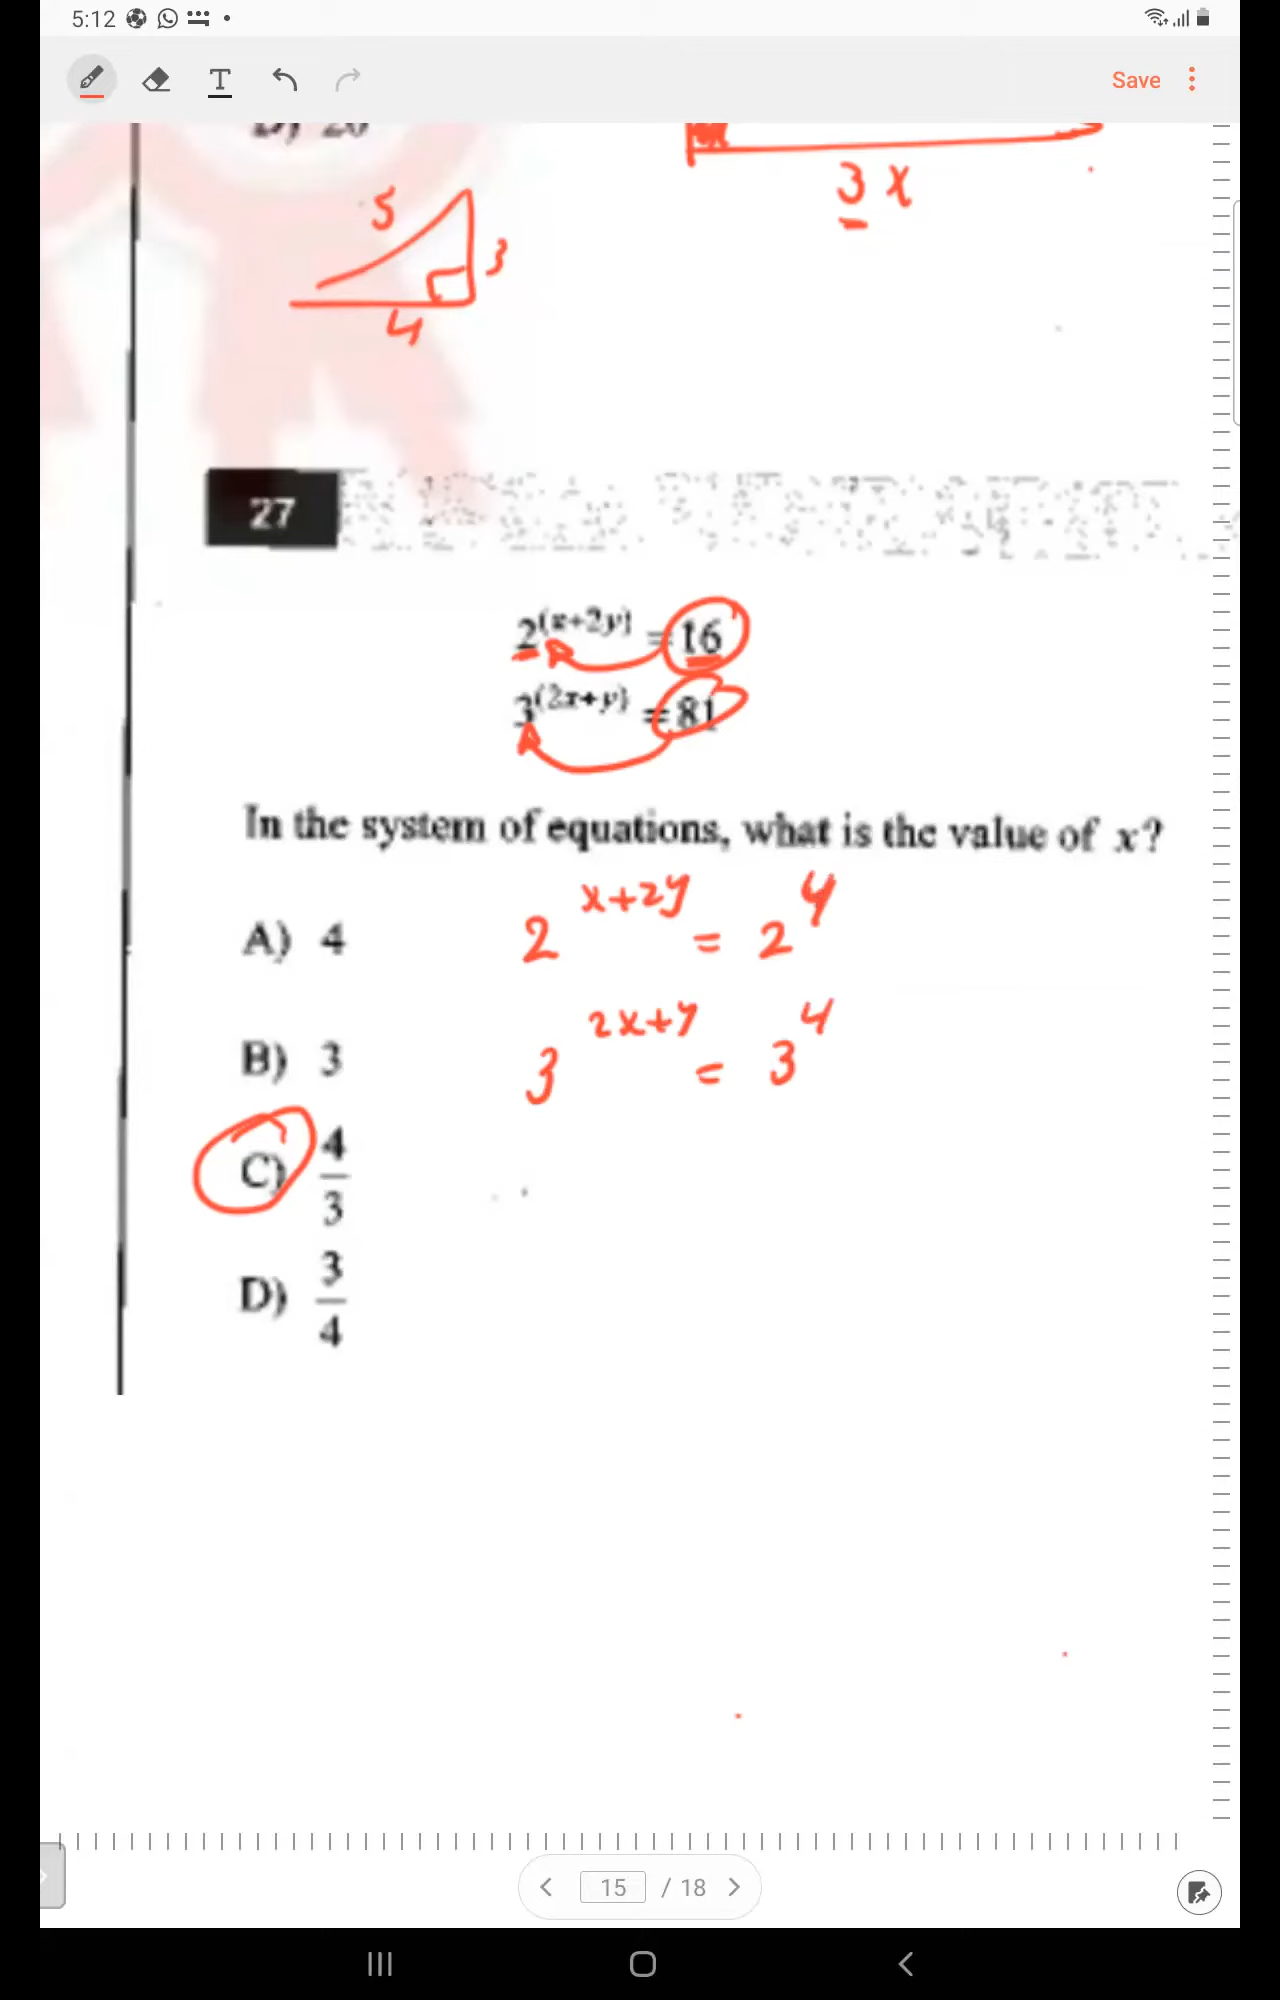 5:12
Save
3 x
5
3
4
27
2^(x+2y) = 16
3^(2x+y) = 81
In the system of equations, what is the value of x?
A) 4
2^x+2y = 2^4
B) 3
3^2x+y = 3^4
C) 4/3
D) 3/4
15 / 18